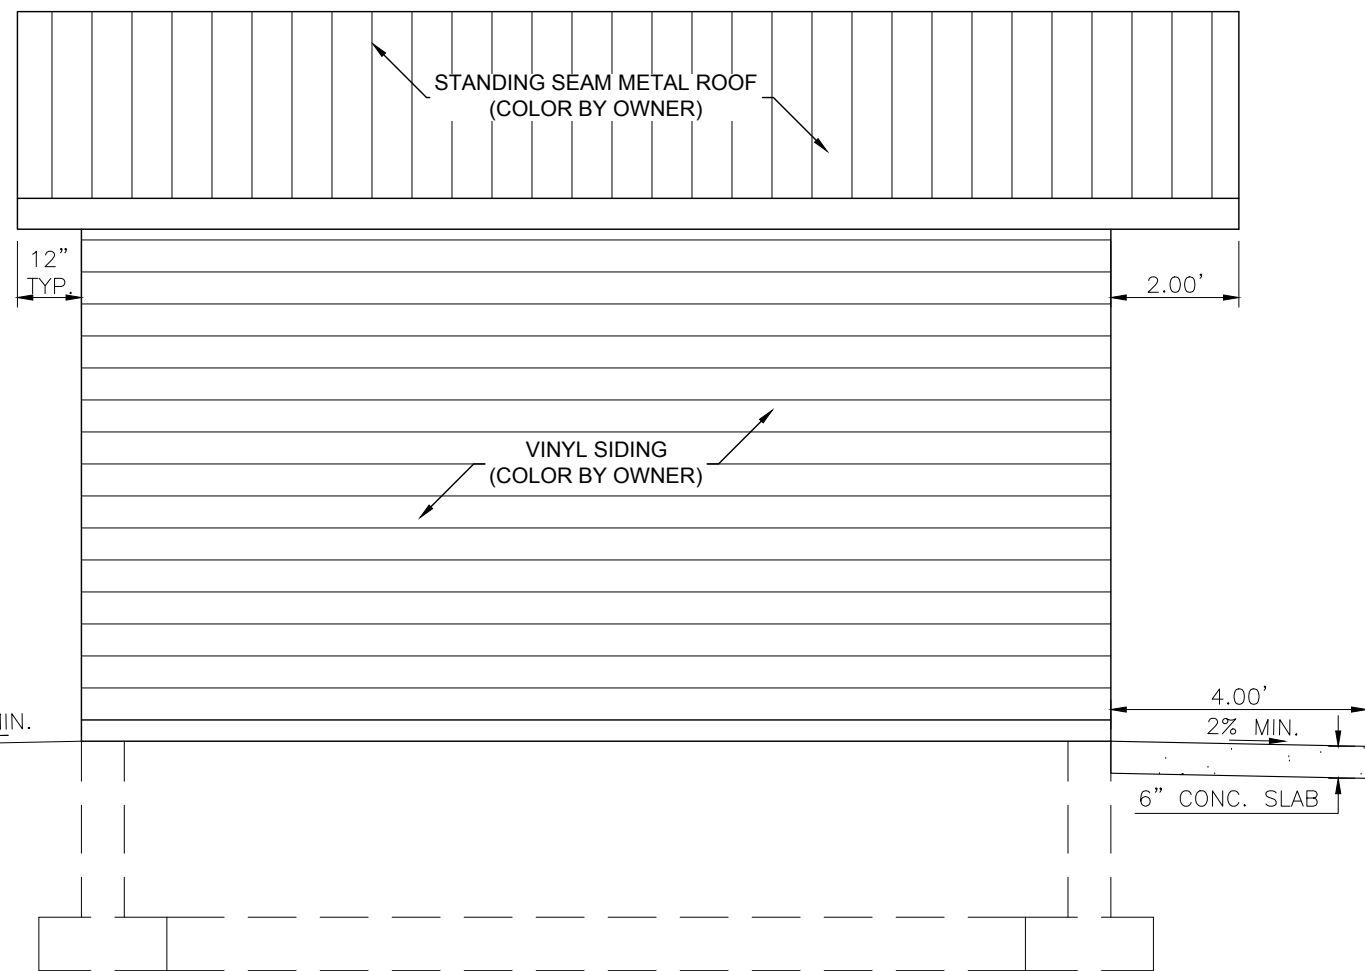 STANDING SEAM METAL ROOF
(COLOR BY OWNER)
12”
TYP.
2.00’
VINYL SIDING
(COLOR BY OWNER)
4.00’
2% MIN.
6” CONC. SLAB